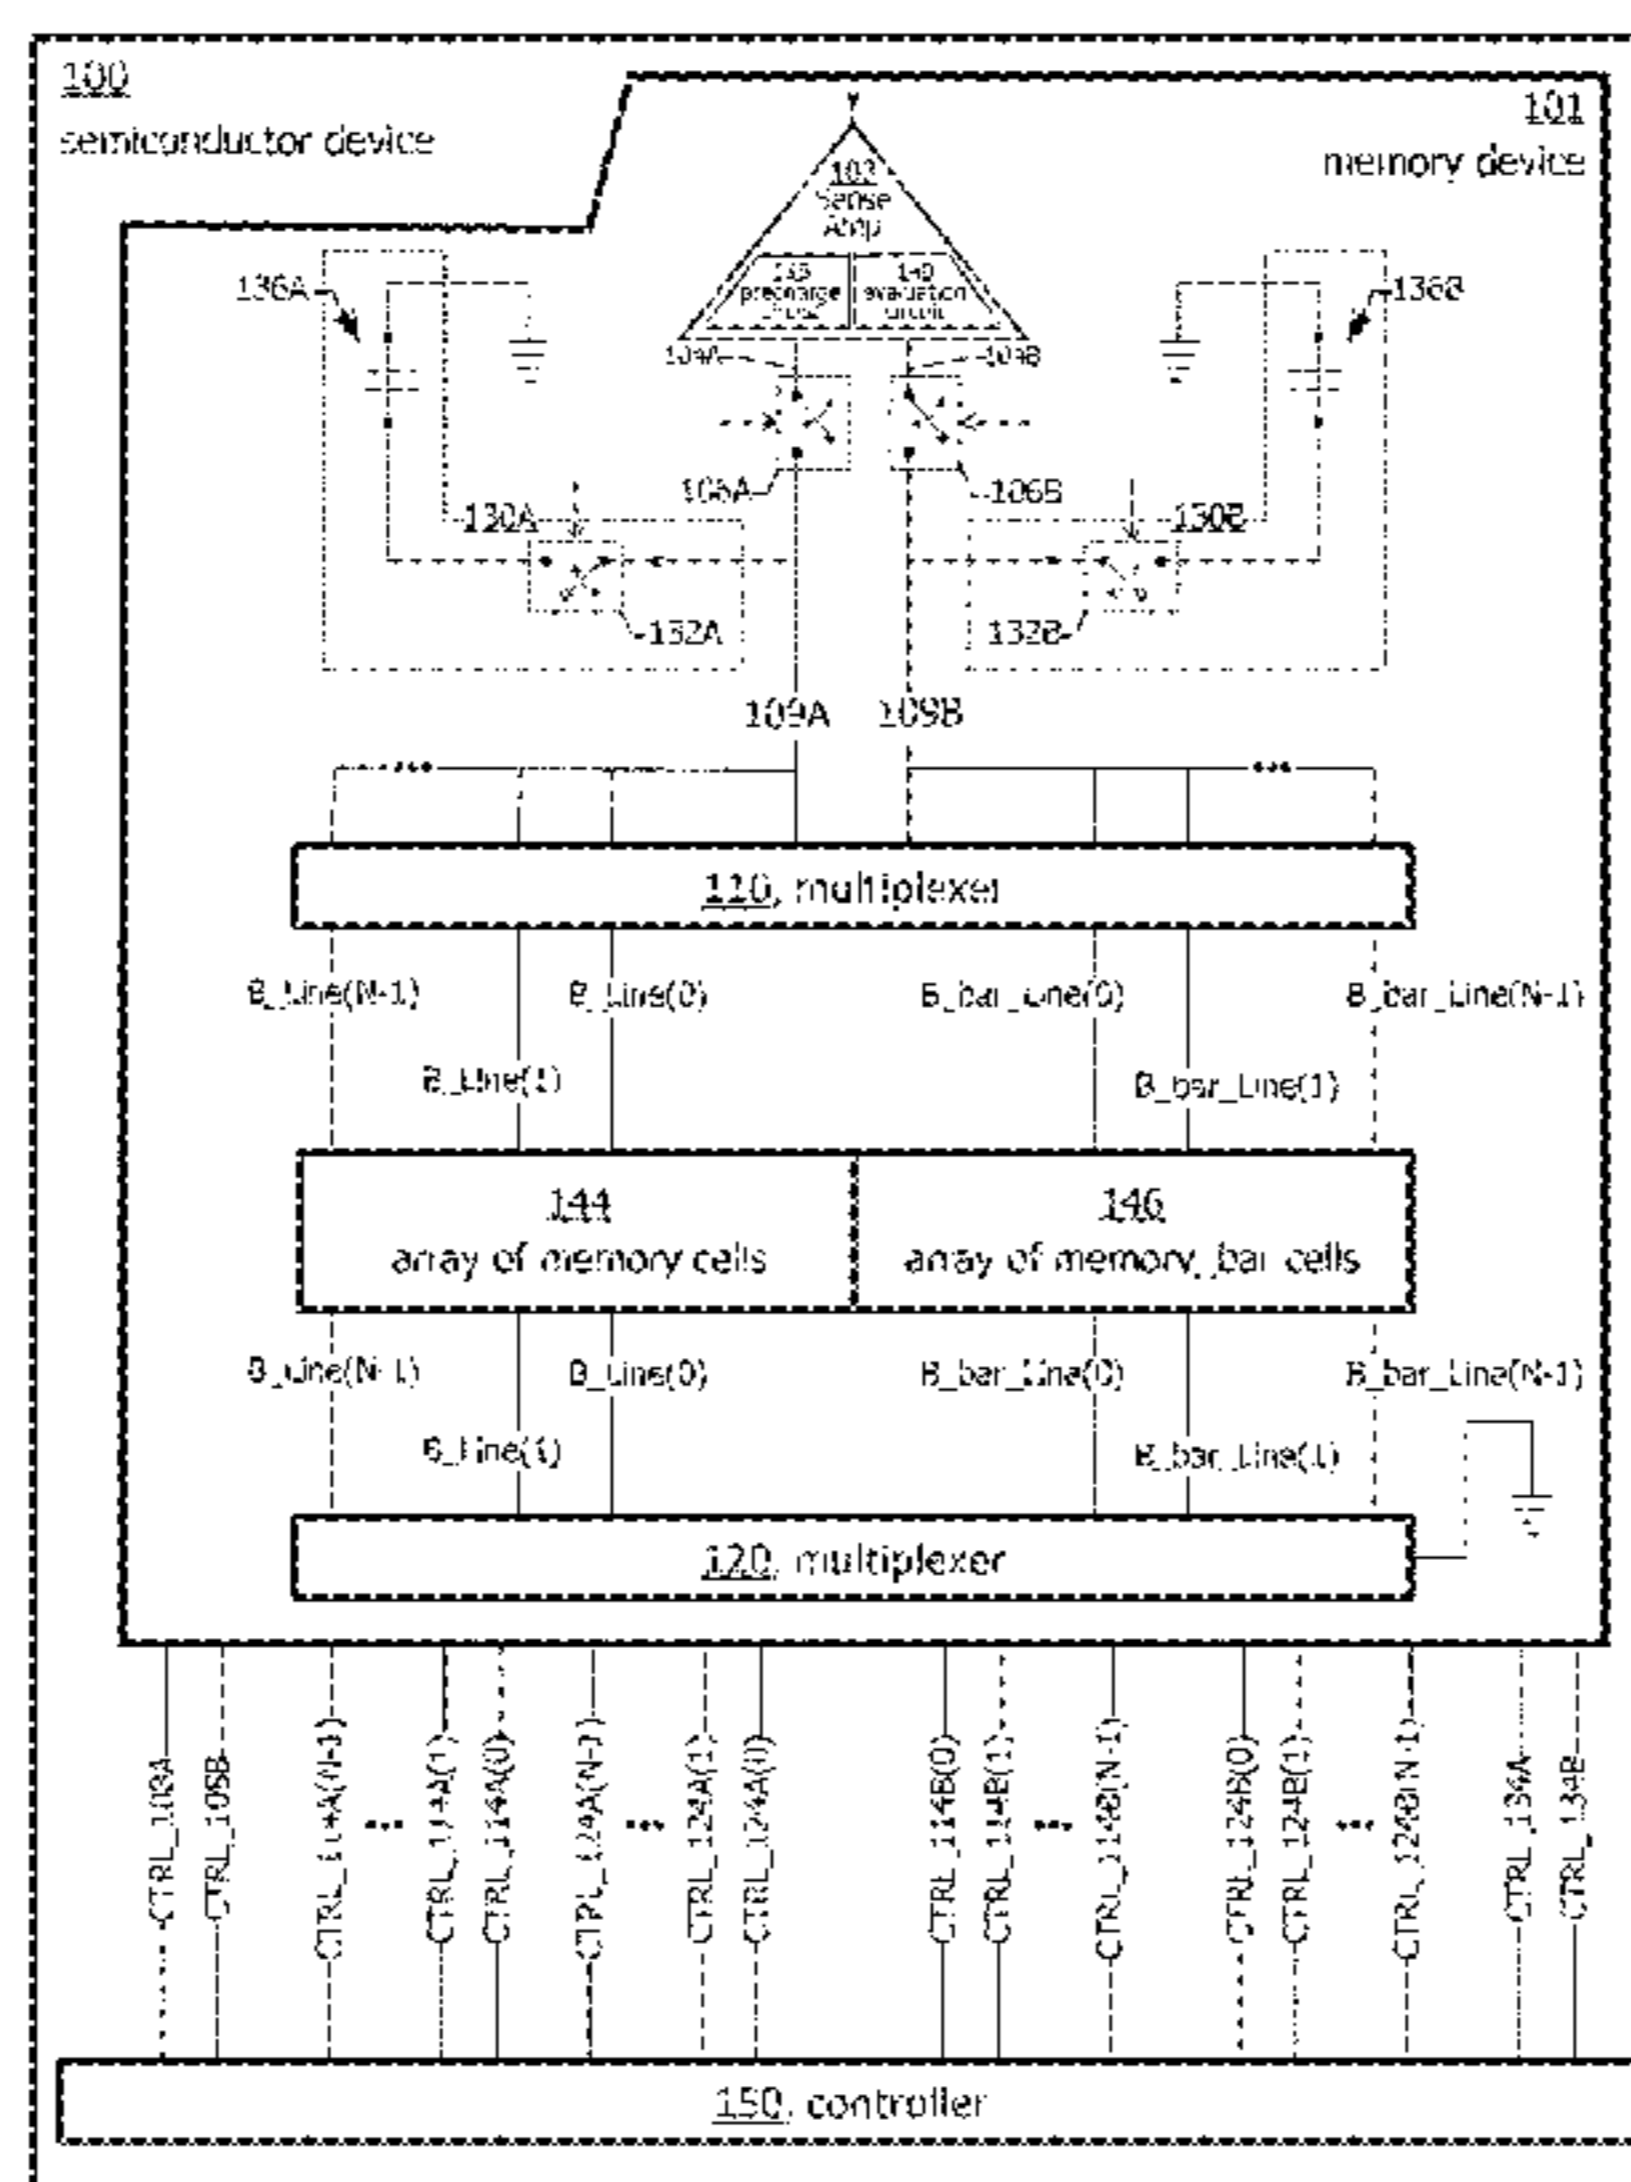 100
semiconductor device
101
memory device
Sense
Amp
precharge
evaluation
circuit
136A
136B
109A
109B
106A
106B
130A
130B
132A
132B
109A
109B
110, multiplexer
B_Line(N-1)
B_Line(0)
B_bar_Line(0)
B_bar_Line(N-1)
B_Line(1)
B_bar_Line(1)
144
array of memory cells
146
array of memory_bar cells
B_Line(N-1)
B_Line(0)
B_bar_Line(0)
B_bar_Line(N-1)
B_Line(1)
B_bar_Line(1)
120, multiplexer
CTRL_108B
CTRL_114A(N-1)
...
CTRL_114A(1)
CTRL_114A(0)
CTRL_124A(N-1)
...
CTRL_124A(1)
CTRL_124A(0)
CTRL_114B(0)
CTRL_114B(1)
...
CTRL_114B(N-1)
CTRL_124B(0)
CTRL_124B(1)
...
CTRL_124B(N-1)
CTRL_134A
CTRL_134B
150, controller